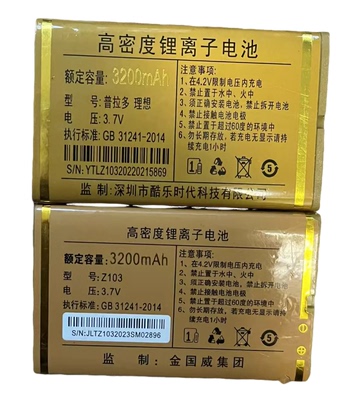 高密度锂离子电池
额定容量: 3200mAh
型 号: 普拉多 理想
电 压: 3.7V
执行标准: GB 31241-2014
S/N: YTLZ10320220215869
注意事项:
1、在4.2V限制电压内充电
2、禁止置于水中、火中
3、须正确安装电池,禁止拆开电池
4、禁止接触电池电极
5、禁止置于超过60度的环境
6、勿长期存放。若充电无显示请持
续充电1小时
监 制: 深圳市酷乐时代科技有限公司
高密度锂离子电池
额定容量: 3200mAh
型 号: Z103
电 压: 3.7V
执行标准: GB 31241-2014
S/N: JLTZ1032023SM02896
注意事项:
1、在4.2V限制电压内充电
2、禁止置于水中、火中
3、须正确安装电池,禁止拆开电池
4、禁止接触电池电极
5、禁止置于超过60度的环境
6、勿长期存放。若充电无显示请持
续充电1小时
监 制: 金国威集团